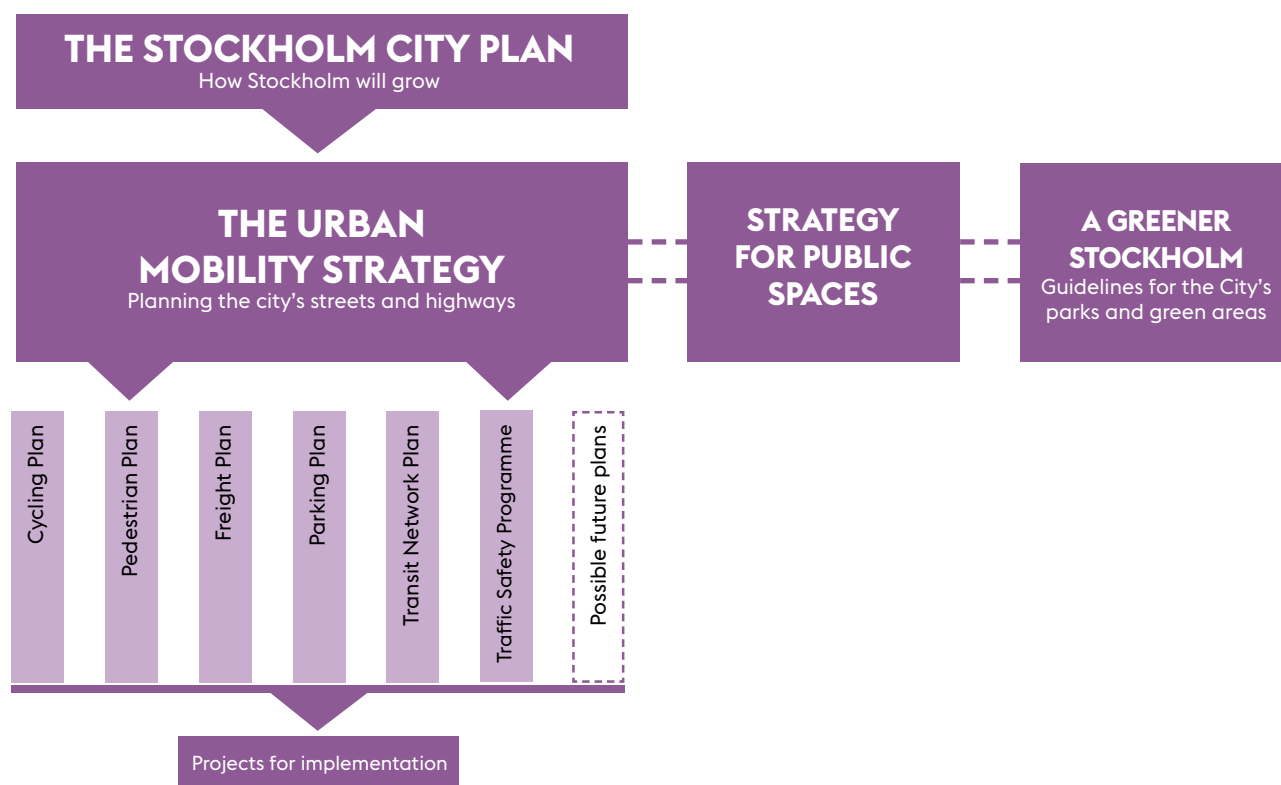 THE STOCKHOLM CITY PLAN
How Stockholm will grow
THE URBAN
MOBILITY STRATEGY
Planning the city’s streets and highways
STRATEGY
FOR PUBLIC
SPACES
A GREENER
STOCKHOLM
Guidelines for the City’s
parks and green areas
Cycling Plan
Pedestrian Plan
Freight Plan
Parking Plan
Transit Network Plan
Traffic Safety Programme
Possible future plans
Projects for implementation